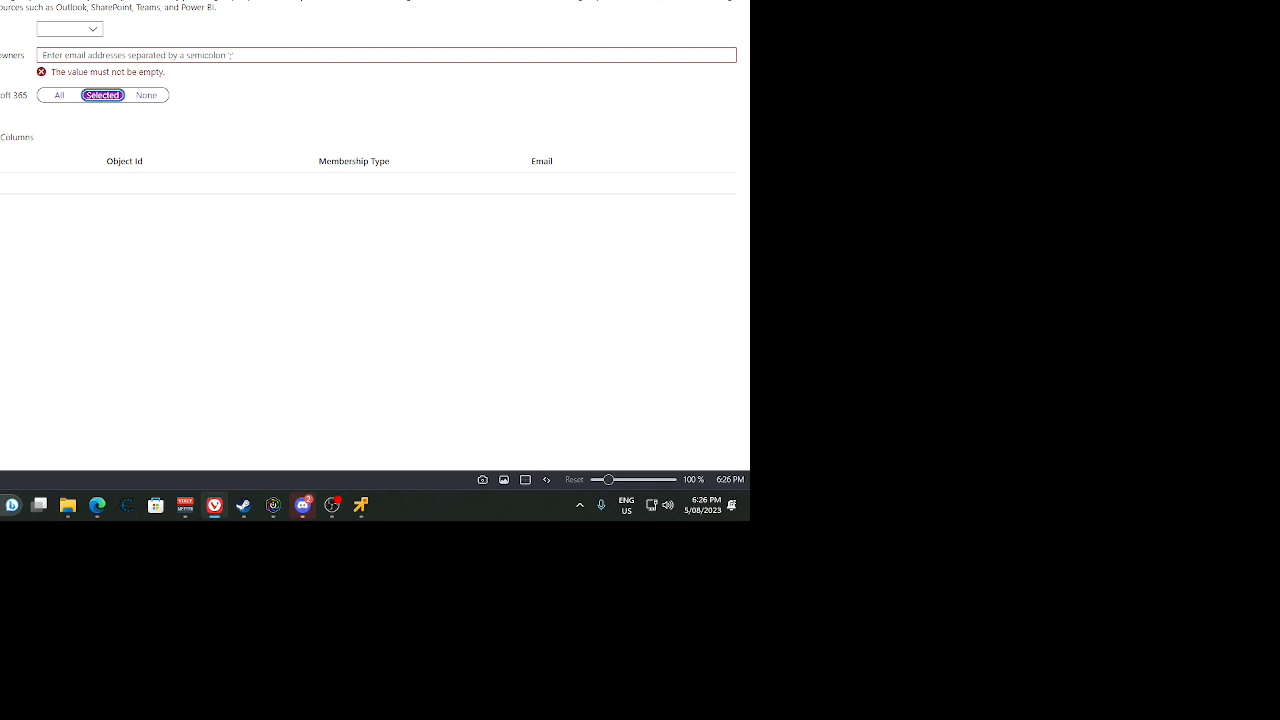 ources such as Outlook, SharePoint, Teams, and Power BI.
owners
Enter email addresses separated by a semicolon ';'
The value must not be empty.
oft 365
All
Selected
None
Columns
Object Id
Membership Type
Email
Reset
100 %
6:26 PM
2
ENG
US
6:26 PM
5/08/2023